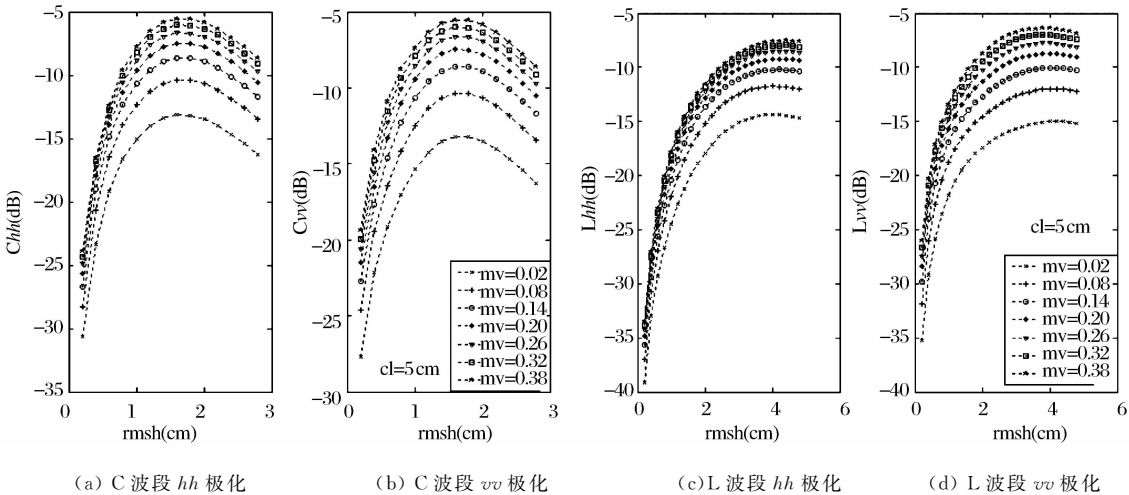 Chh(dB)
−5
−10
−15
−20
−25
−30
−35
0
1
2
3
rmsh(cm)
Cvv(dB)
−5
−10
−15
−20
−25
−30
0
1
2
3
rmsh(cm)
cl=5cm
mv=0.02
mv=0.08
mv=0.14
mv=0.20
mv=0.26
mv=0.32
mv=0.38
Lhh(dB)
−5
−10
−15
−20
−25
−30
−35
−40
0
2
4
6
rmsh(cm)
Lvv(dB)
−5
−10
−15
−20
−25
−30
−35
−40
0
2
4
6
rmsh(cm)
cl=5cm
mv=0.02
mv=0.08
mv=0.14
mv=0.20
mv=0.26
mv=0.32
mv=0.38
(a) C 波段 hh 极化
(b) C 波段 vv 极化
(c)L 波段 hh 极化
(d) L 波段 vv 极化